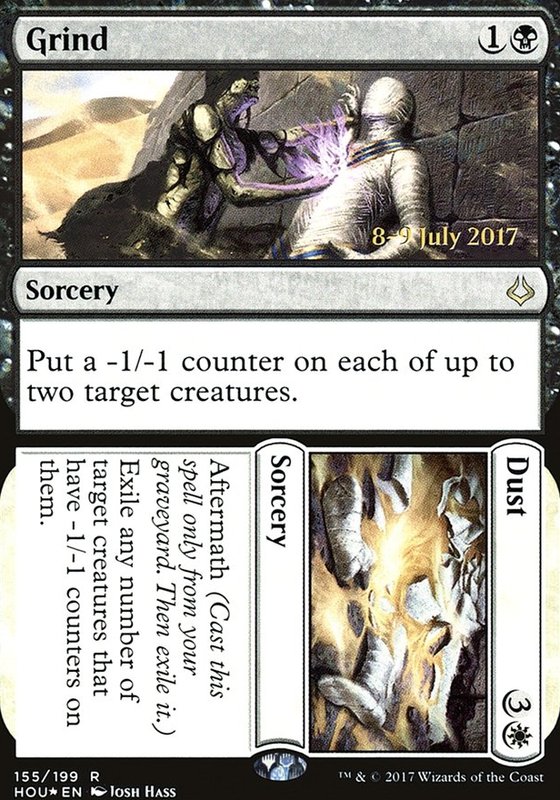 Grind 1
8-9 July 2017
Sorcery
Put a -1/-1 counter on each of up to
two target creatures.
Dust 3
Sorcery
Aftermath (Cast this
spell only from your
graveyard. Then exile it.)
Exile any number of
target creatures that
have -1/-1 counters on
them.
155/199 R
HOU★EN Josh Hass
™ & © 2017 Wizards of the Coast